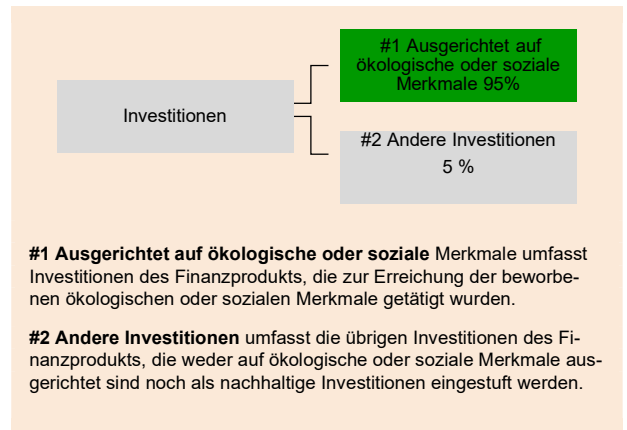 #1 Ausgerichtet auf
ökologische oder soziale
Merkmale 95%
Investitionen
#2 Andere Investitionen
5 %
#1 Ausgerichtet auf ökologische oder soziale Merkmale umfasst
Investitionen des Finanzprodukts, die zur Erreichung der beworbe-
nen ökologischen oder sozialen Merkmale getätigt wurden.
#2 Andere Investitionen umfasst die übrigen Investitionen des Fi-
nanzprodukts, die weder auf ökologische oder soziale Merkmale aus-
gerichtet sind noch als nachhaltige Investitionen eingestuft werden.